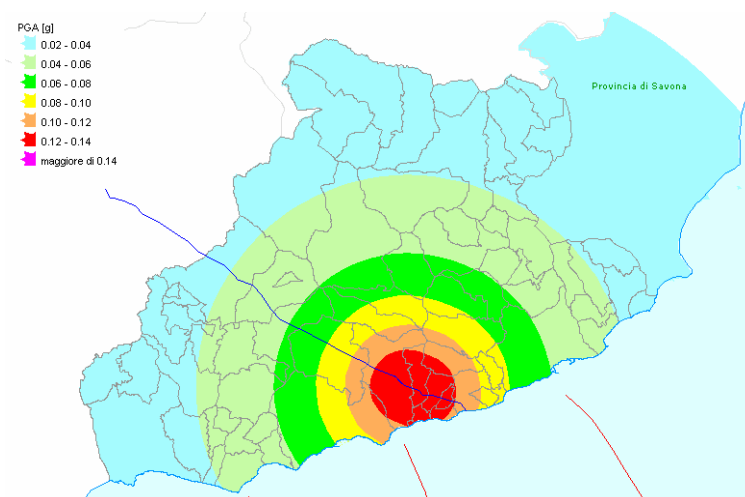 PGA [g]
0.02 - 0.04
0.04 - 0.06
0.06 - 0.08
0.08 - 0.10
0.10 - 0.12
0.12 - 0.14
maggiore di 0.14
Provincia di Savona